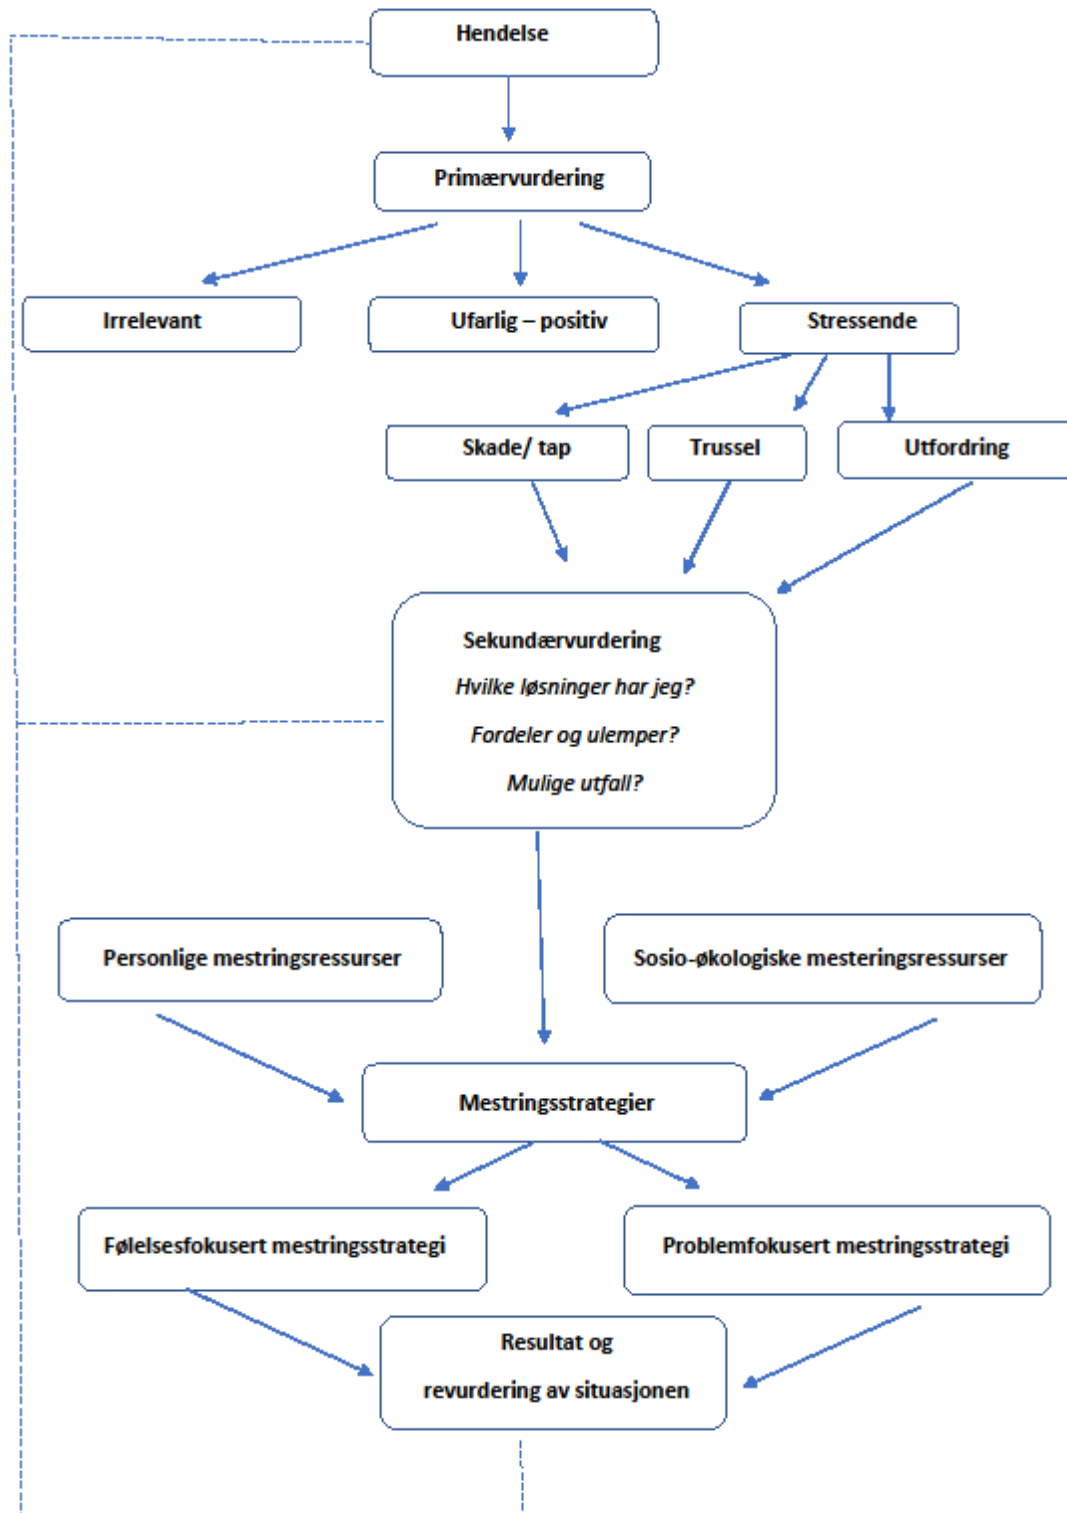 Hendelse
Primærvurdering
Irrelevant
Ufarlig – positiv
Stressende
Skade/ tap
Trussel
Utfordring
Sekundærvurdering
Hvilke løsninger har jeg?
Fordeler og ulemper?
Mulige utfall?
Personlige mestringsressurser
Sosio-økologiske mesteringsressurser
Mestringsstrategier
Følelsesfokusert mestringsstrategi
Problemfokusert mestringsstrategi
Resultat og
revurdering av situasjonen